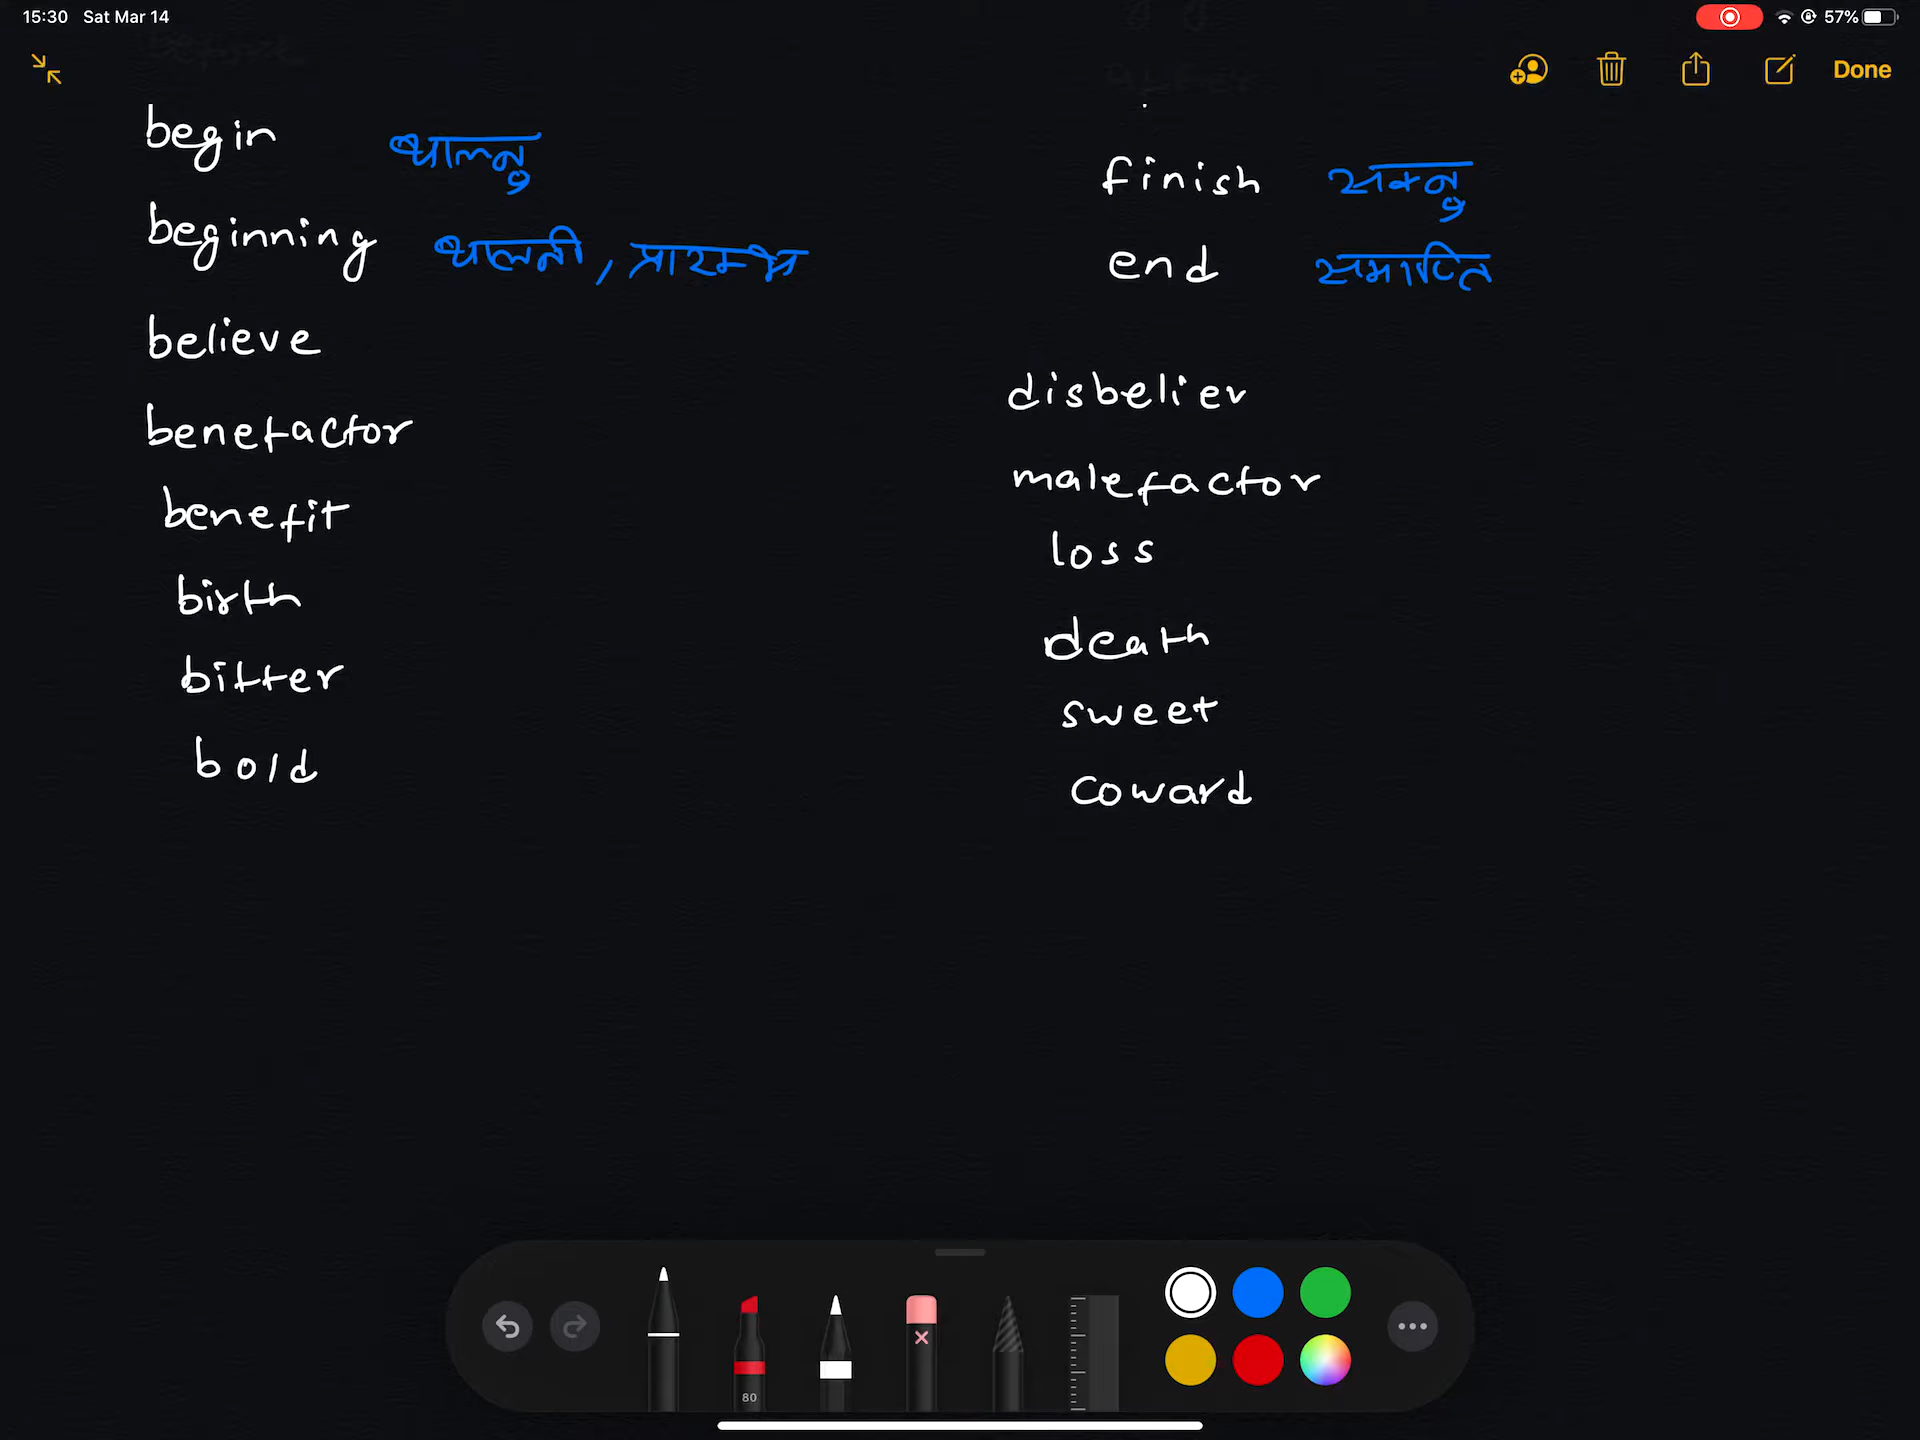 15:30 Sat Mar 14 57%
Done
begin थाल्नु
finish सक्नु
beginning थालनी, प्रारम्भ
end समाप्ति
believe
disbeliev
benefactor
malefactor
benefit
loss
birth
death
bitter
sweet
bold
coward
80